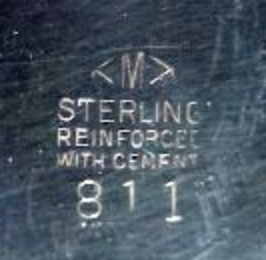 <M>
STERLING
REINFORCED
WITH CEMENT
811